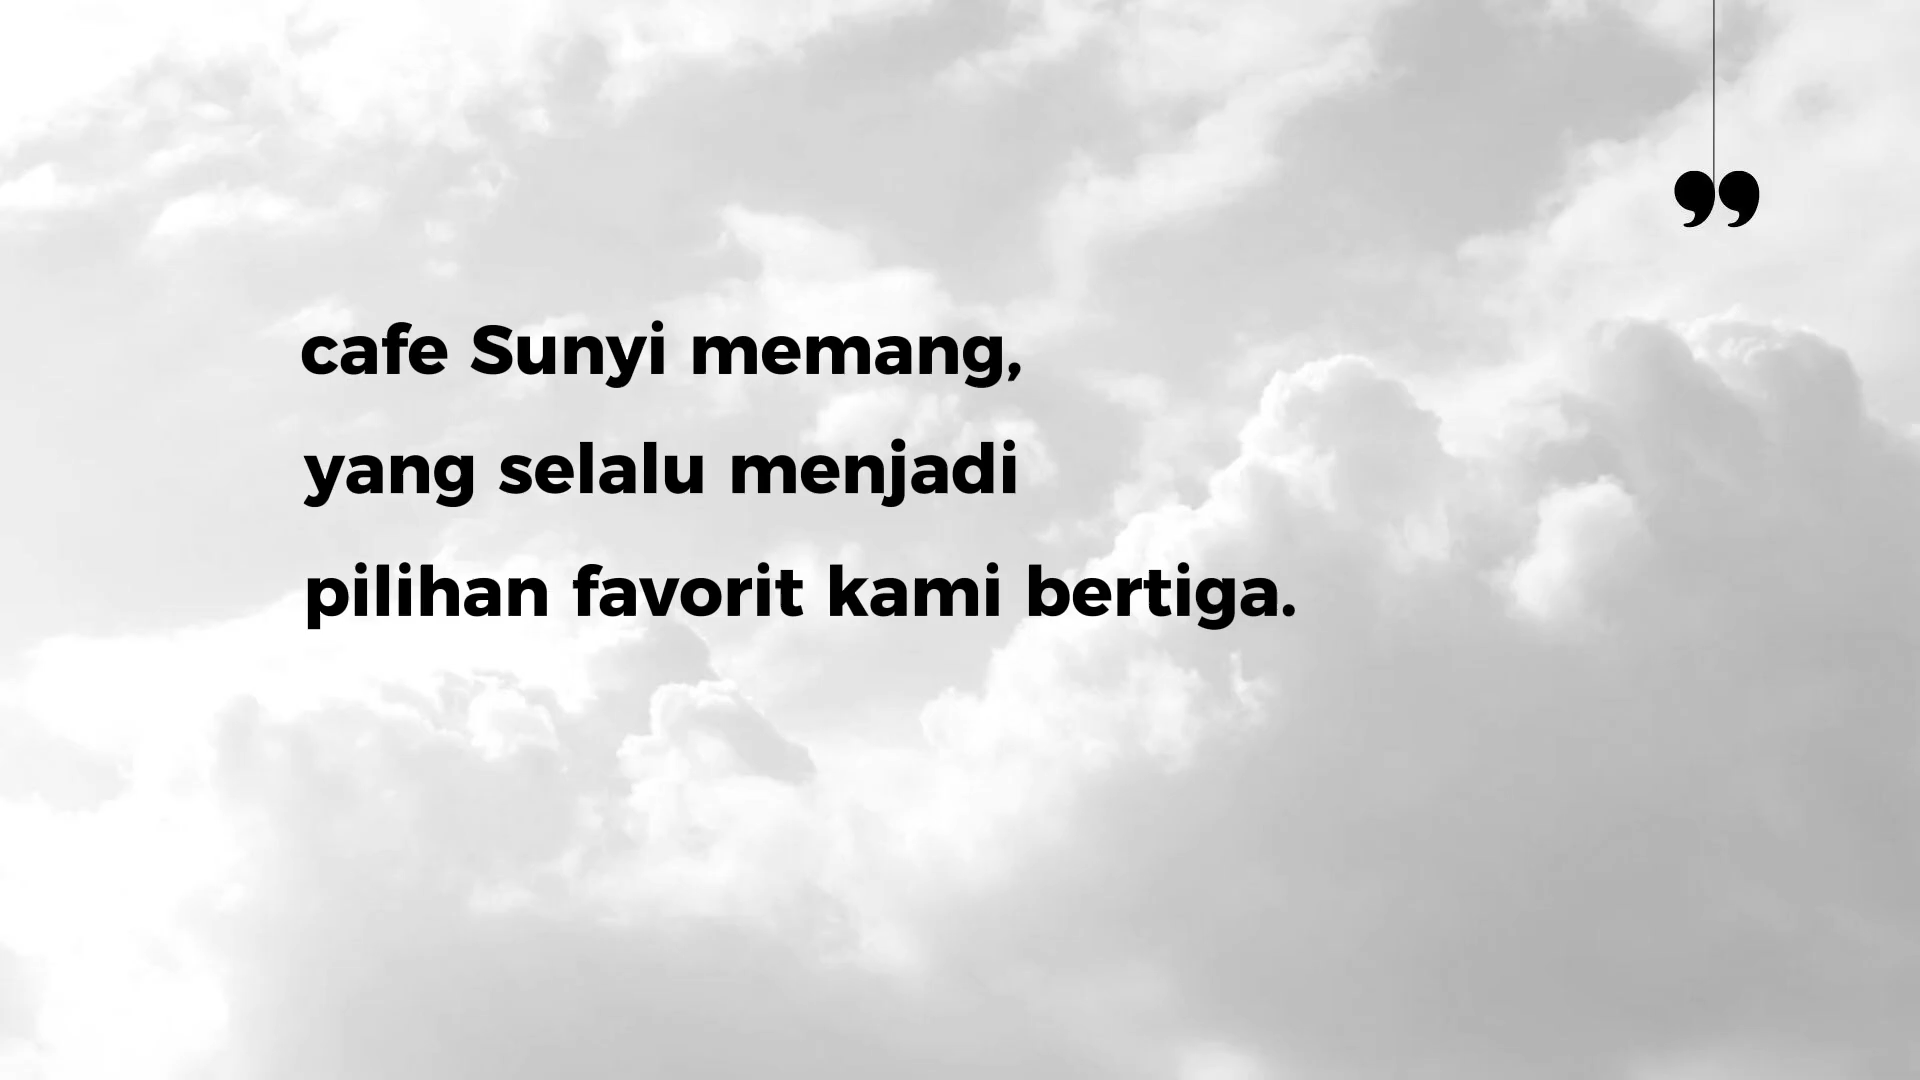 ”
cafe Sunyi memang,
yang selalu menjadi
pilihan favorit kami bertiga.